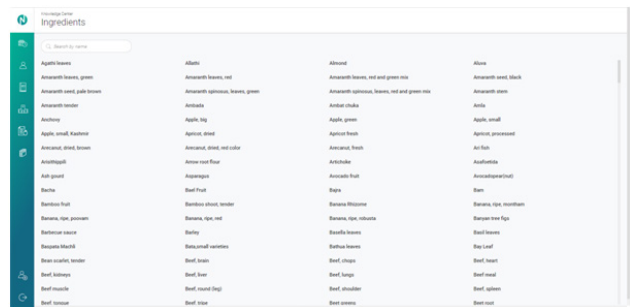 Knowledge Center
Ingredients
Search by name
Agathi leaves Allathi Almond Aluva
Amaranth leaves, green Amaranth leaves, red Amaranth leaves, red and green mix Amaranth seed, black
Amaranth seed, pale brown Amaranth spinosus, leaves, green Amaranth spinosus, leaves, red and green mix Amaranth stem
Amaranth tender Ambada Ambat chuka Amla
Anchovy Apple, big Apple, green Apple, small
Apple, small, Kashmir Apricot, dried Apricot fresh Apricot, processed
Arecanut, dried, brown Arecanut, dried, red color Arecanut, fresh Ari fish
Arisithippili Arrow root flour Artichoke Asafoetida
Ash gourd Asparagus Avocado fruit Avocadopear(nut)
Bacha Bael Fruit Bajra Bam
Bamboo fruit Bamboo shoot, tender Banana Rhizome Banana, ripe, montham
Banana, ripe, poovam Banana, ripe, red Banana, ripe, robusta Banyan tree figs
Barbecue sauce Barley Basella leaves Basil leaves
Baspata Machli Bata,small varieties Bathua leaves Bay Leaf
Bean scarlet, tender Beef, brain Beef, chops Beef, heart
Beef, kidneys Beef, liver Beef, lungs Beef meal
Beef muscle Beef, round (leg) Beef, shoulder Beef, spleen
Beef, tongue Beef, tripe Beet greens Beet root